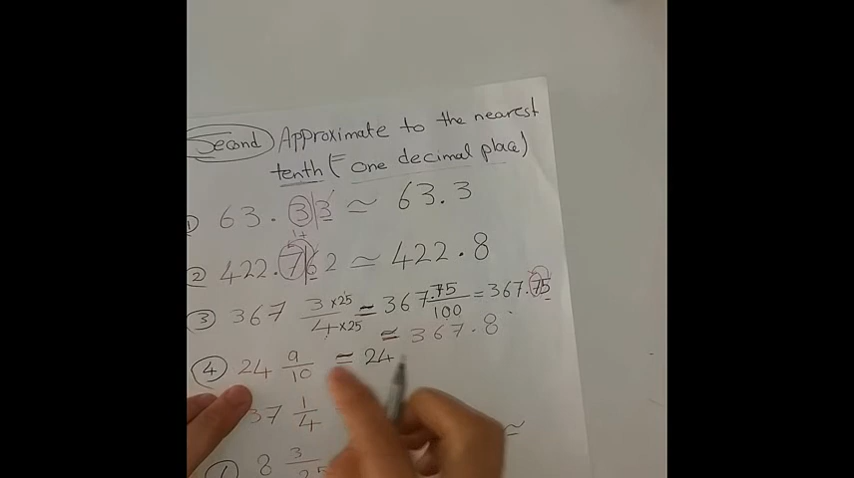 Second Approximate to the nearest
tenth (= one decimal place)
① 63.33 ≃ 63.3
1+
② 422.762 ≃ 422.8
③ 367 3×25/4×25 = 367 75/100 = 367.75
≃ 367.8
④ 24 9/10 = 24
37 1/4
8 3/25 ≃